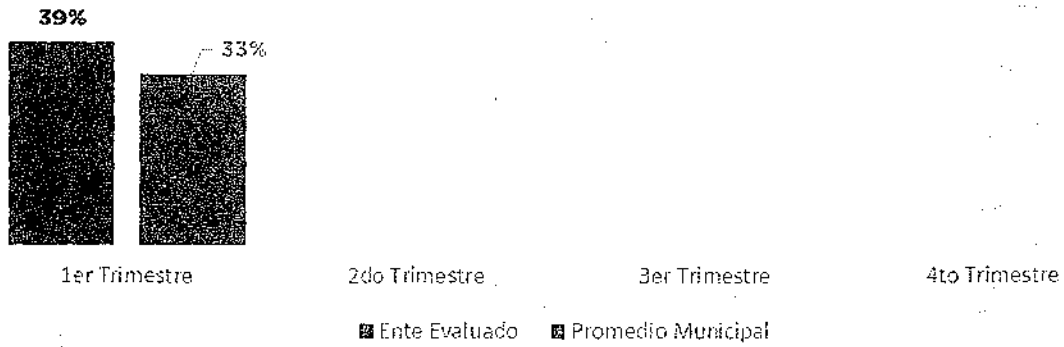 39%
33%
1er Trimestre 2do Trimestre 3er Trimestre 4to Trimestre
Ente Evaluado Promedio Municipal